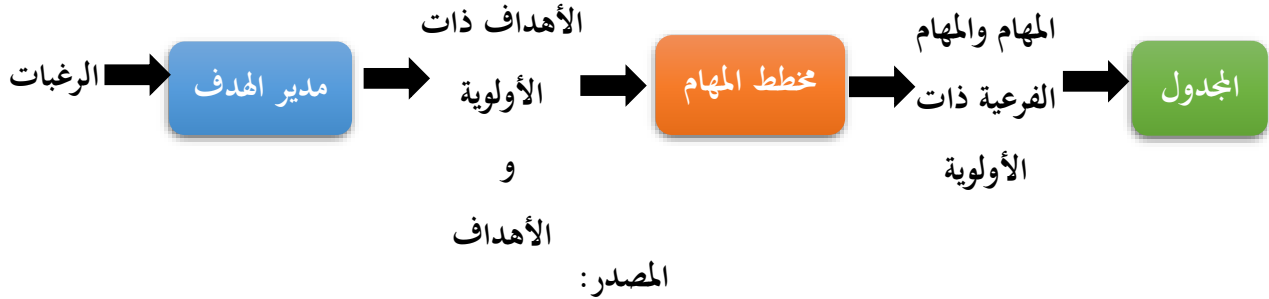 الرغبات
مدير الهدف
الأهداف ذات
الأولوية
و
الأهداف
مخطط المهام
المهام والمهام
الفرعية ذات
الأولوية
المجدول
المصدر: